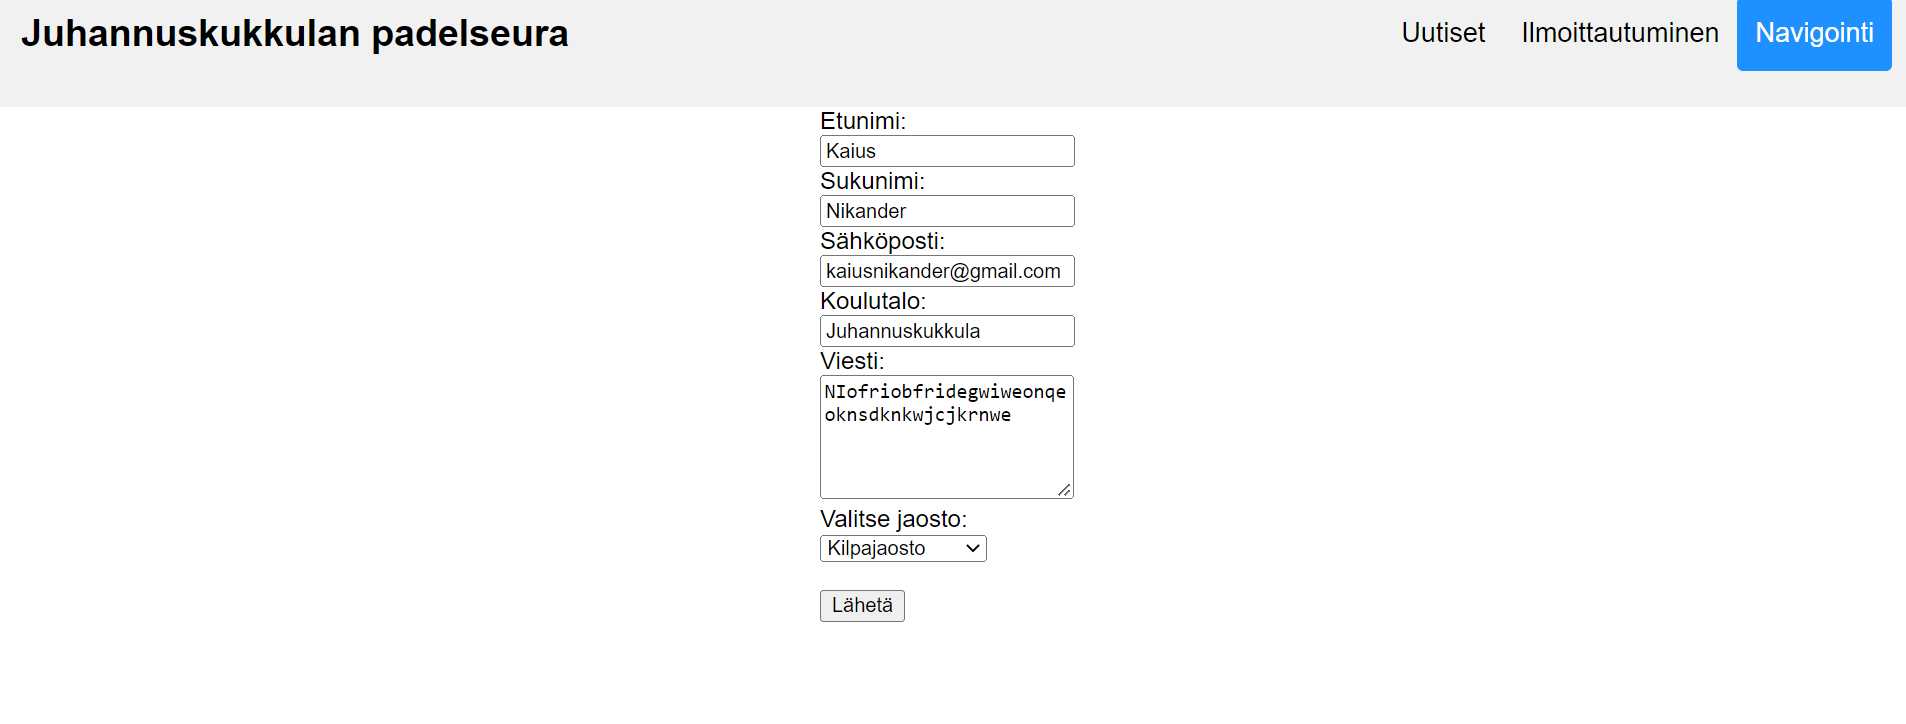 Juhannuskukkulan padelseura
Uutiset Ilmoittautuminen Navigointi
Etunimi:
Kaius
Sukunimi:
Nikander
Sähköposti:
kaiusnikander@gmail.com
Koulutalo:
Juhannuskukkula
Viesti:
NIofriobfridegwiweonqe
oknsdknkwjcjkrnwe
Valitse jaosto:
Kilpajaosto
Lähetä